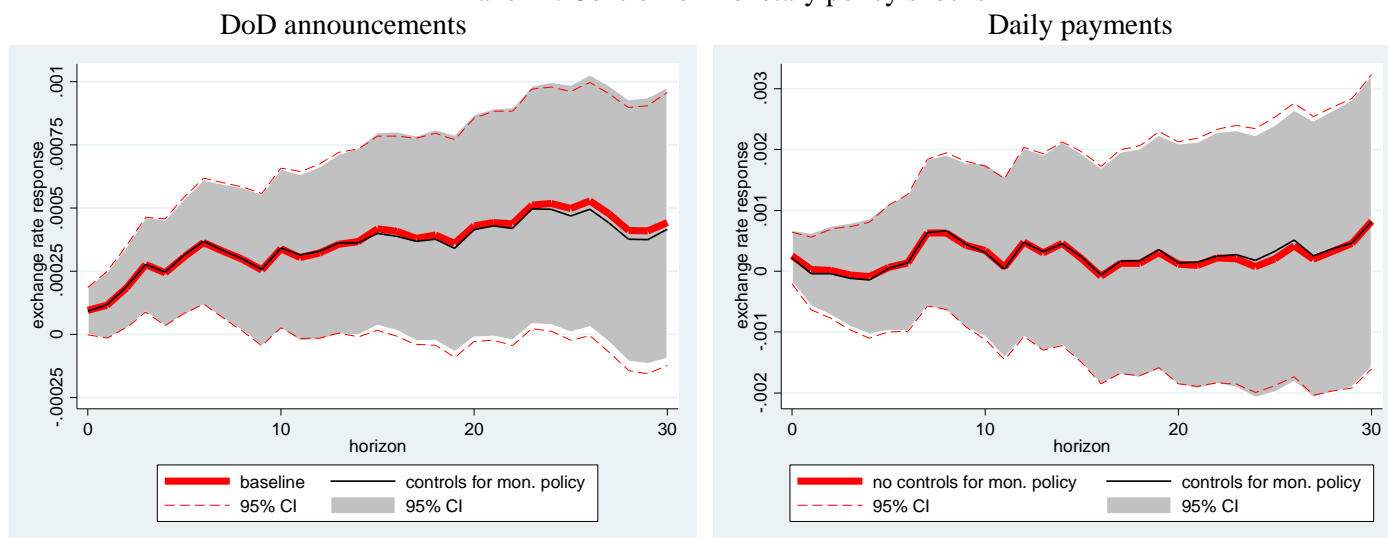 DoD announcements
Daily payments
exchange rate response
.001
.00075
.0005
.00025
0
-.00025
0
10
20
30
horizon
baseline
controls for mon. policy
95% CI
95% CI
exchange rate response
.003
.002
.001
0
-.001
-.002
0
10
20
30
horizon
no controls for mon. policy
controls for mon. policy
95% CI
95% CI